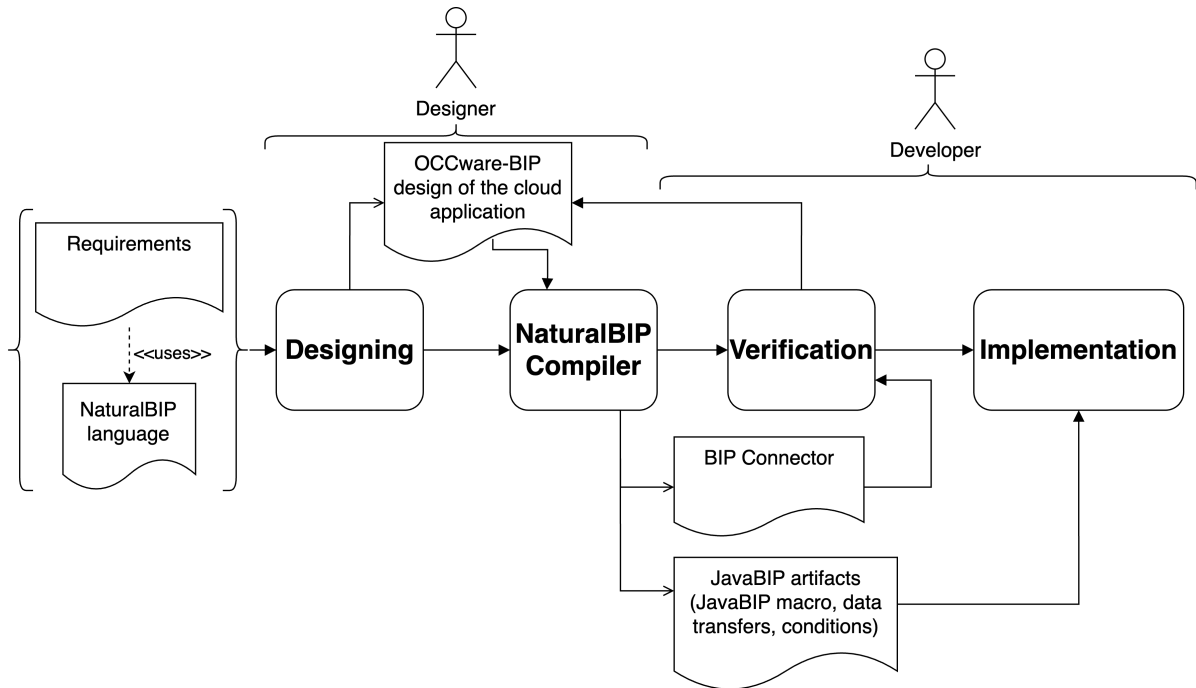 Designer
Developer
OCCware-BIP
design of the cloud
application
Requirements
<<uses>>
NaturalBIP
language
Designing
NaturalBIP
Compiler
Verification
Implementation
BIP Connector
JavaBIP artifacts
(JavaBIP macro, data
transfers, conditions)